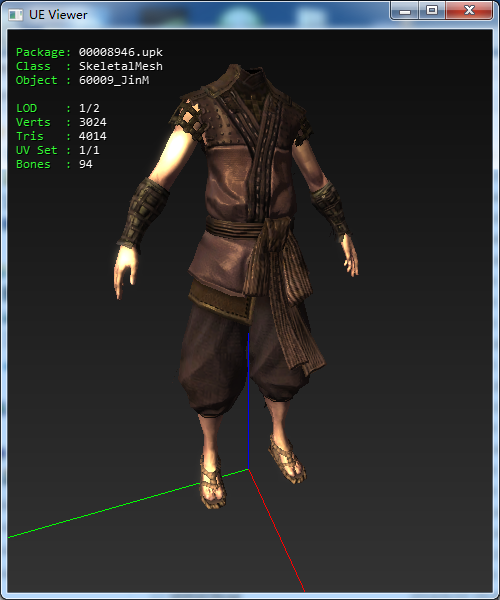 UE Viewer
Package: 00008946.upk
Class : SkeletalMesh
Object : 60009_JinM
LOD : 1/2
Verts : 3024
Tris : 4014
UV Set : 1/1
Bones : 94